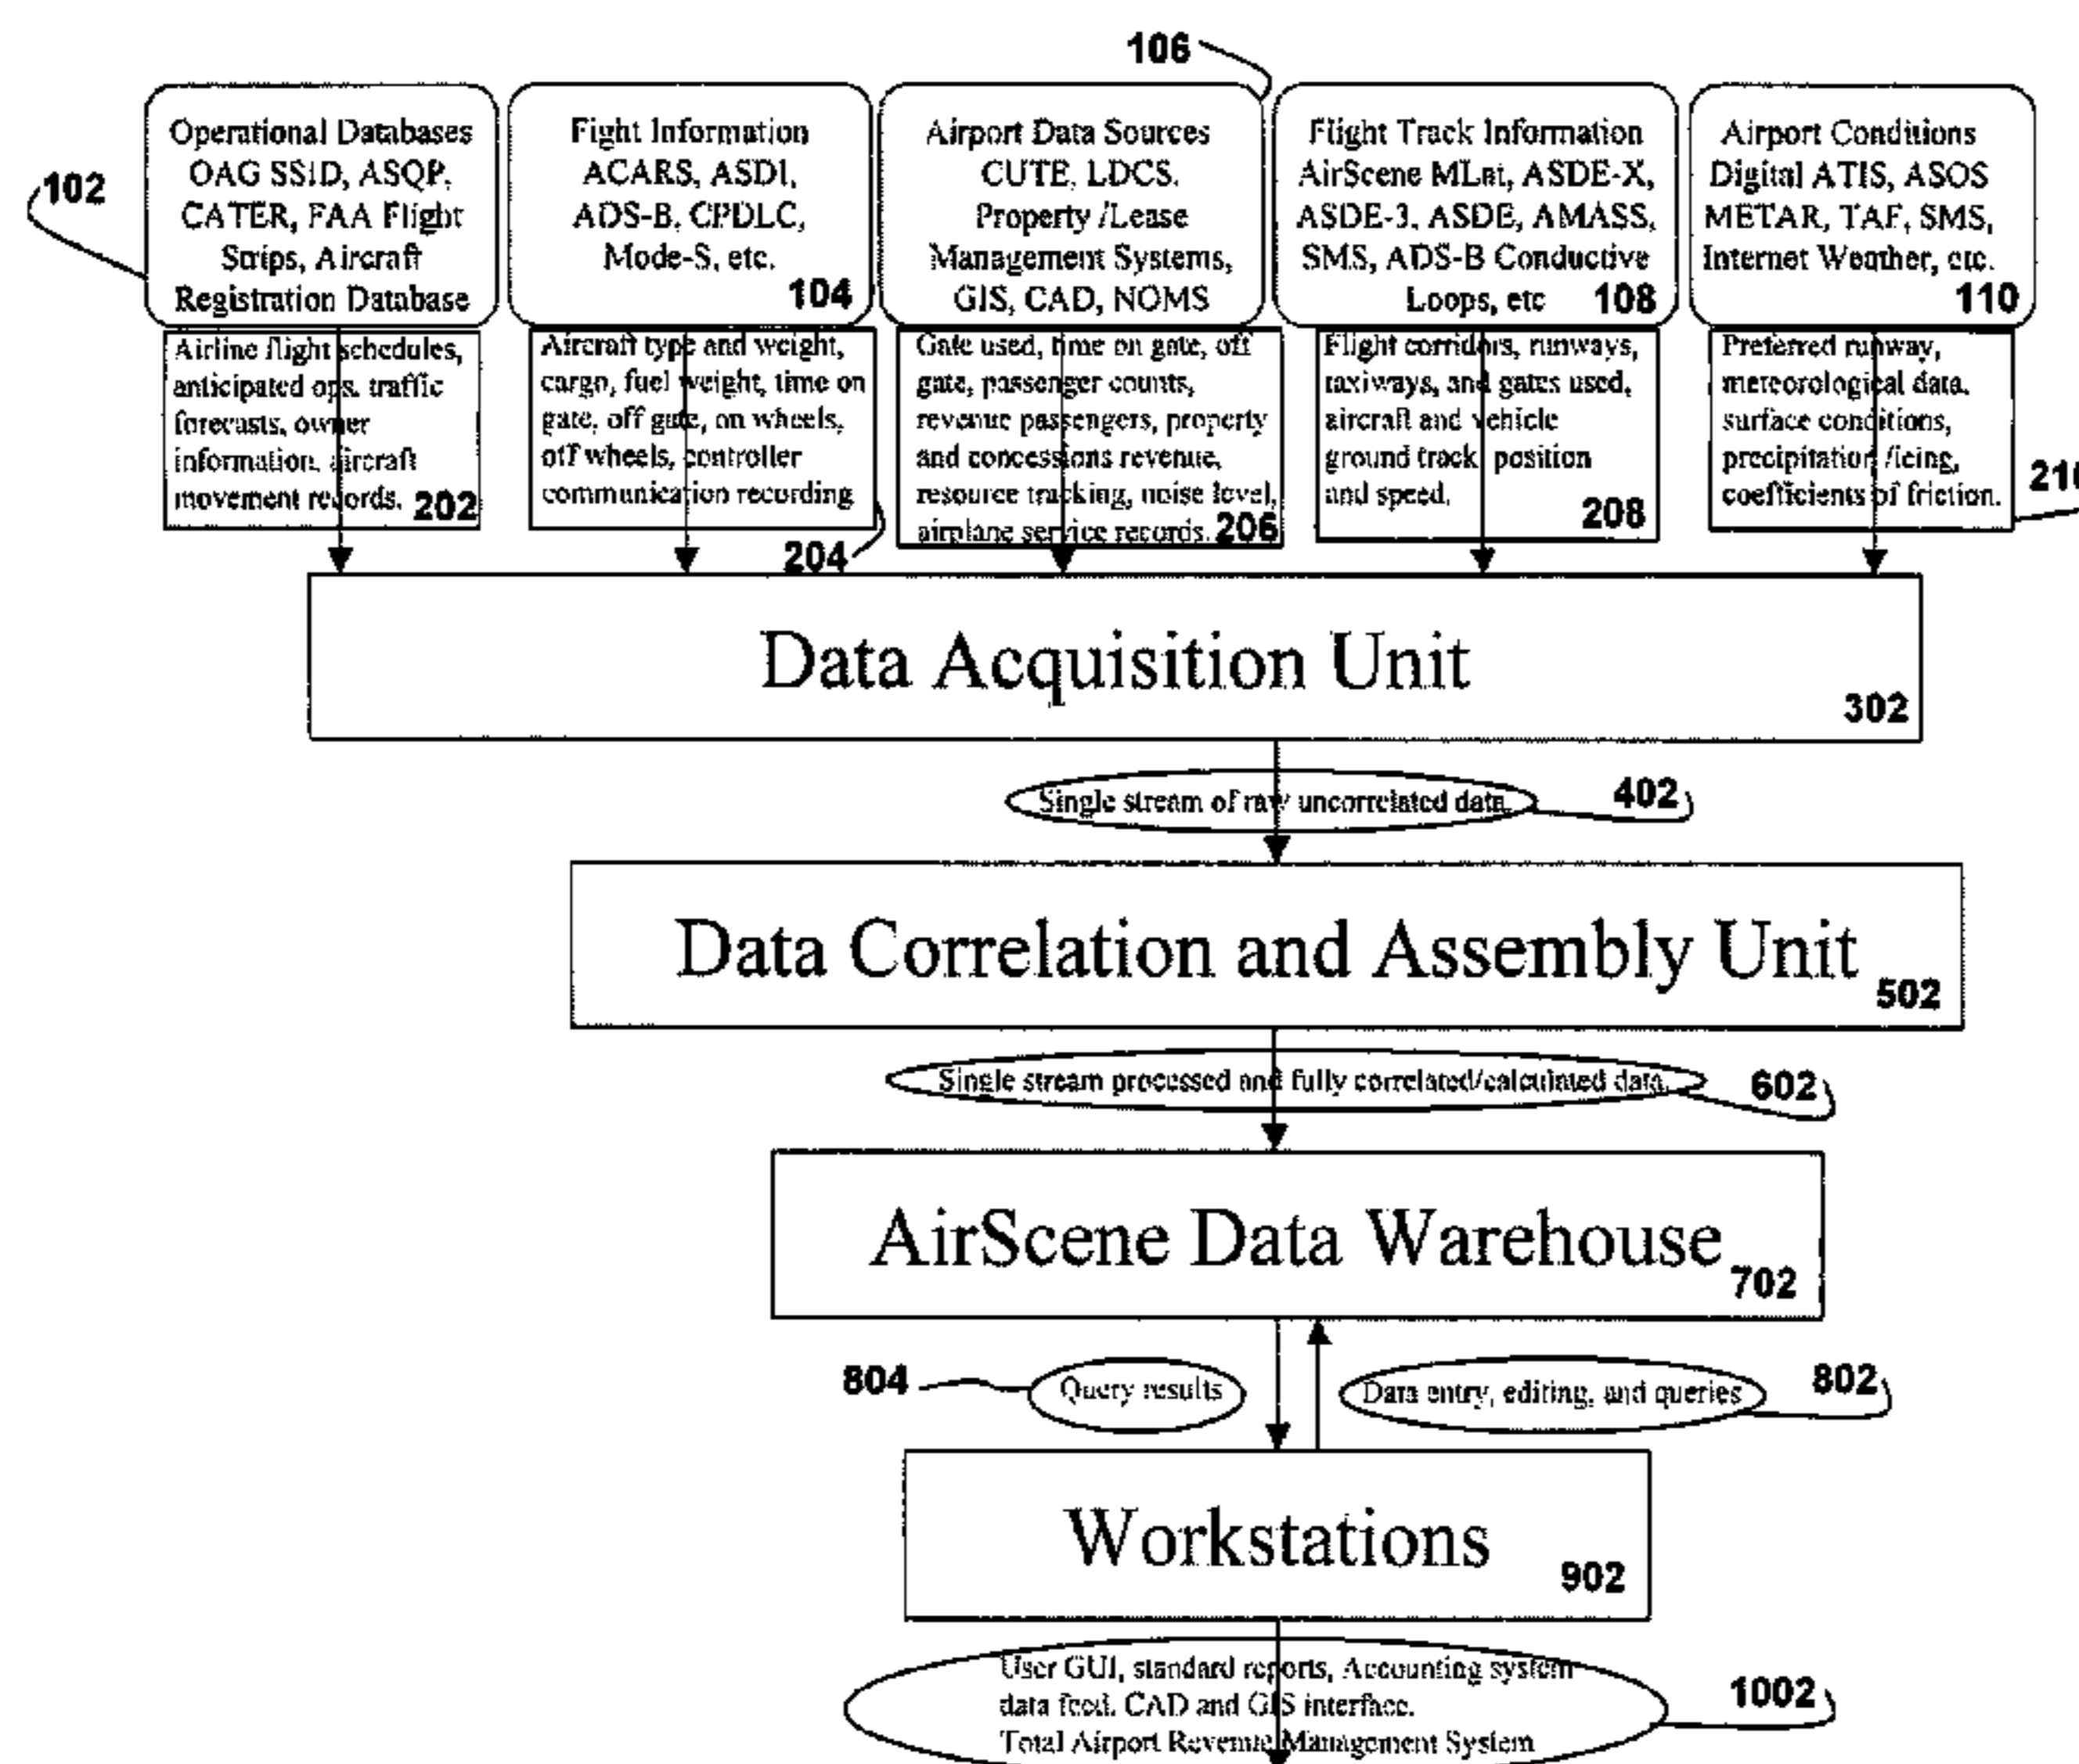 106
102
Operational Databases
OAG SSID, ASQP,
CATER, FAA Flight
Strips, Aircraft
Registration Database
Fight Information
ACARS, ASDI,
ADS-B, CPDLC,
Mode-S, etc.
104
Airport Data Sources
CUTE, LDCS,
Property /Lease
Management Systems,
GIS, CAD, NOMS
Flight Track Information
AirScene MLat, ASDE-X,
ASDE-3, ASDE, AMASS,
SMS, ADS-B Conductive
Loops, etc 108
Airport Conditions
Digital ATIS, ASOS
METAR, TAF, SMS,
Internet Weather, etc.
110
Airline flight schedules,
anticipated ops, traffic
forecasts, owner
information, aircraft
movement records. 202
Aircraft type and weight,
cargo, fuel weight, time on
gate, off gate, on wheels,
off wheels, controller
communication recording
204
Gate used, time on gate, off
gate, passenger counts,
revenue passengers, property
and concessions revenue,
resource tracking, noise level,
airplane service records. 206
Flight corridors, runways,
taxiways, and gates used,
aircraft and vehicle
ground track position
and speed.
208
Preferred runway,
meteorological data,
surface conditions,
precipitation /icing,
coefficients of friction.
210
Data Acquisition Unit
302
Single stream of raw uncorrelated data.
402
Data Correlation and Assembly Unit
502
Single stream processed and fully correlated/calculated data.
602
AirScene Data Warehouse
702
804
Query results
Data entry, editing, and queries
802
Workstations
902
User GUI, standard reports, Accounting system
data feed. CAD and GIS interface.
Total Airport Revenue Management System
1002